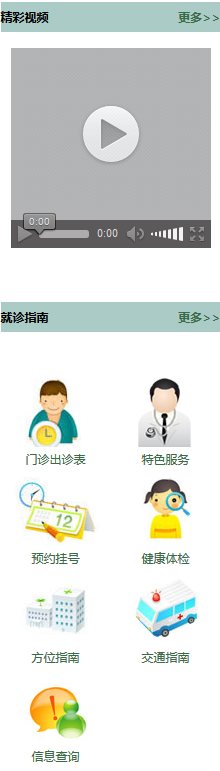 精彩视频 更多>>
0:00
0:00
就诊指南 更多>>
门诊出诊表 特色服务
12
预约挂号 健康体检
方位指南 交通指南
信息查询